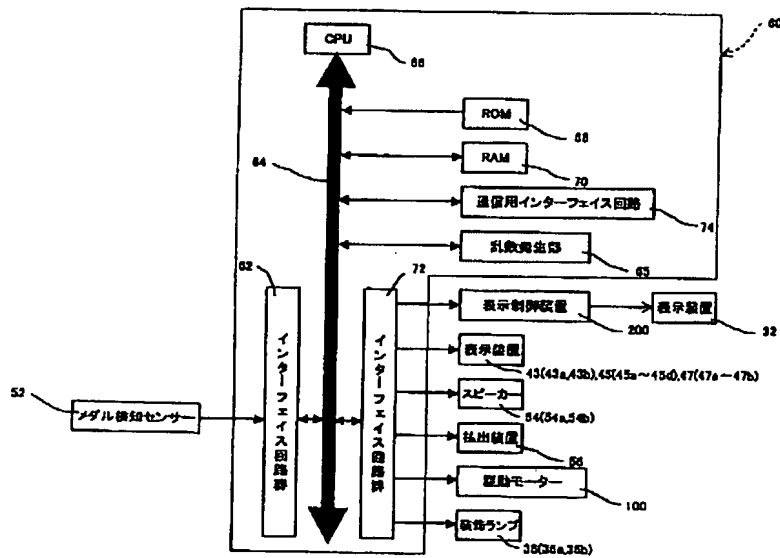 CPU
66
60
ROM
68
64
RAM
70
通信用インターフェイス回路
74
乱数発生部
65
62
72
表示制御装置
200
表示装置
32
インターフェイス回路群
インターフェイス回路群
表示装置
43(43a,43b),45(45a～45d),47(47a－47b)
52
メダル検知センサー
スピーカー
54(54a,54b)
払出装置
56
駆動モーター
100
装飾ランプ
36(36a,36b)